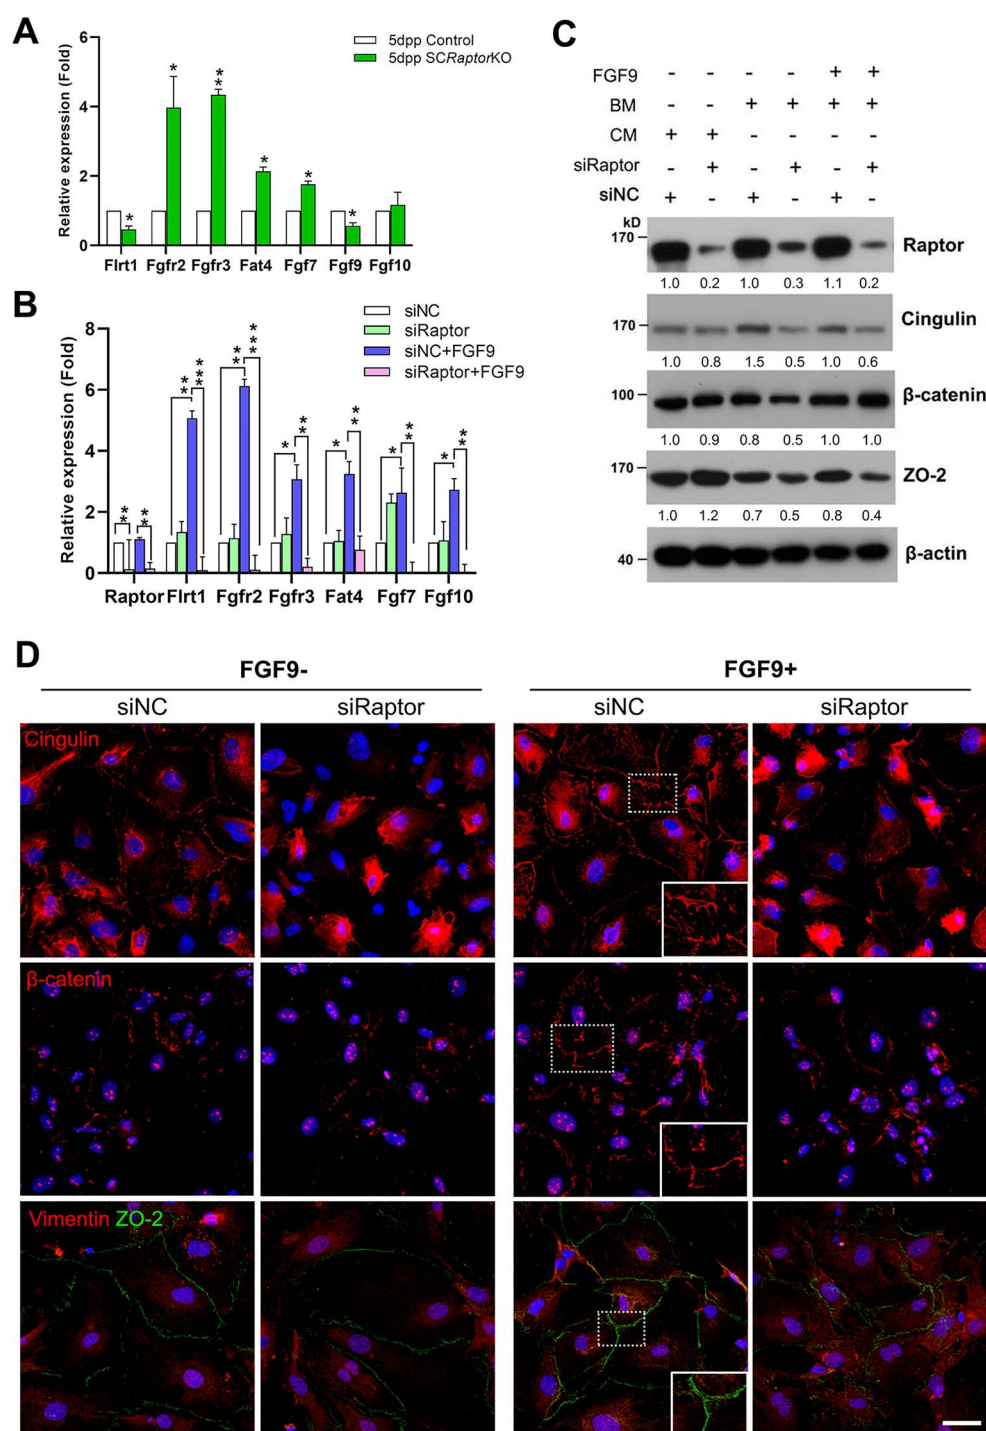 A
Relative expression (Fold)
6
4
2
0
5dpp Control
5dpp SCRaptorKO
*
* *
*
*
*
*
Flrt1 Fgfr2 Fgfr3 Fat4 Fgf7 Fgf9 Fgf10
B
Relative expression (Fold)
8
6
4
2
0
siNC
siRaptor
siNC+FGF9
siRaptor+FGF9
** ** ** *** ** *** * ** * ** * ** * **
Raptor Flrt1 Fgfr2 Fgfr3 Fat4 Fgf7 Fgf10
C
FGF9 - - - - + +
BM - - + + + +
CM + + - - - -
siRaptor - + - + - +
siNC + - + - + -
kD
170 Raptor
1.0 0.2 1.0 0.3 1.1 0.2
170 Cingulin
1.0 0.8 1.5 0.5 1.0 0.6
100 β-catenin
1.0 0.9 0.8 0.5 1.0 1.0
170 ZO-2
1.0 1.2 0.7 0.5 0.8 0.4
40 β-actin
D
FGF9- FGF9+
siNC siRaptor siNC siRaptor
Cingulin
β-catenin
Vimentin ZO-2